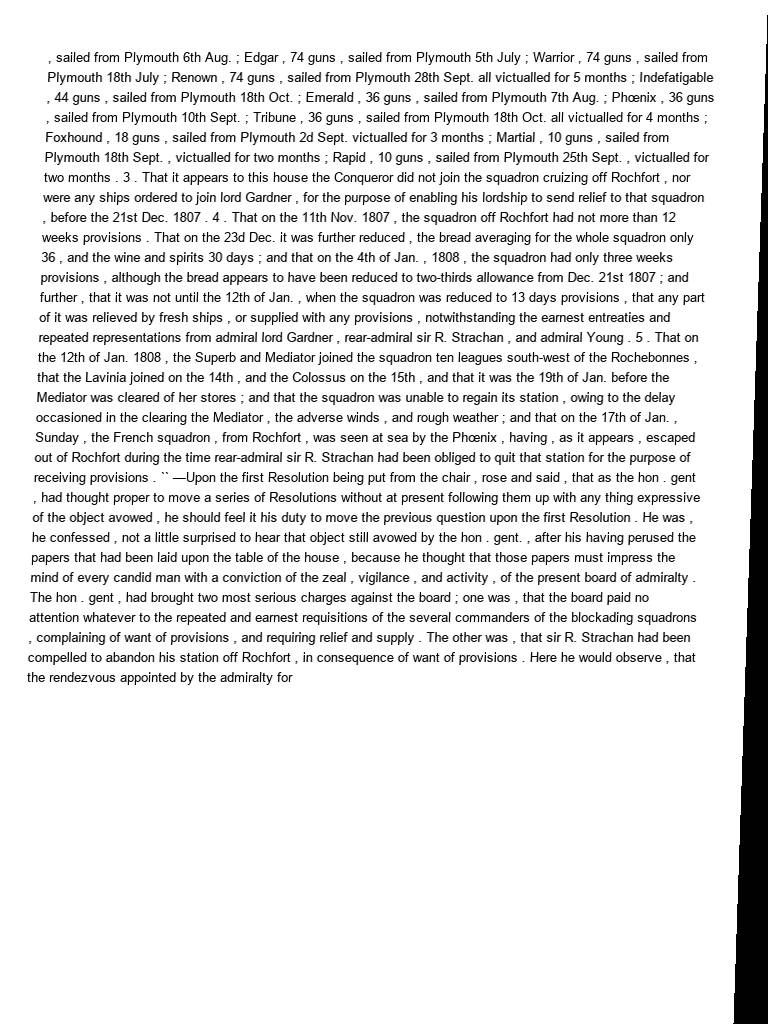 , sailed from Plymouth 6th Aug. ; Edgar , 74 guns , sailed from Plymouth 5th July ; Warrior , 74 guns , sailed from
Plymouth 18th July ; Renown , 74 guns , sailed from Plymouth 28th Sept. all victualled for 5 months ; Indefatigable
, 44 guns , sailed from Plymouth 18th Oct. ; Emerald , 36 guns , sailed from Plymouth 7th Aug. ; Phœnix , 36 guns
, sailed from Plymouth 10th Sept. ; Tribune , 36 guns , sailed from Plymouth 18th Oct. all victualled for 4 months ;
Foxhound , 18 guns , sailed from Plymouth 2d Sept. victualled for 3 months ; Martial , 10 guns , sailed from
Plymouth 18th Sept. , victualled for two months ; Rapid , 10 guns , sailed from Plymouth 25th Sept. , victualled for
two months . 3 . That it appears to this house the Conqueror did not join the squadron cruizing off Rochfort , nor
were any ships ordered to join lord Gardner , for the purpose of enabling his lordship to send relief to that squadron
, before the 21st Dec. 1807 . 4 . That on the 11th Nov. 1807 , the squadron off Rochfort had not more than 12
weeks provisions . That on the 23d Dec. it was further reduced , the bread averaging for the whole squadron only
36 , and the wine and spirits 30 days ; and that on the 4th of Jan. , 1808 , the squadron had only three weeks
provisions , although the bread appears to have been reduced to two-thirds allowance from Dec. 21st 1807 ; and
further , that it was not until the 12th of Jan. , when the squadron was reduced to 13 days provisions , that any part
of it was relieved by fresh ships , or supplied with any provisions , notwithstanding the earnest entreaties and
repeated representations from admiral lord Gardner , rear-admiral sir R. Strachan , and admiral Young . 5 . That on
the 12th of Jan. 1808 , the Superb and Mediator joined the squadron ten leagues south-west of the Rochebonnes ,
that the Lavinia joined on the 14th , and the Colossus on the 15th , and that it was the 19th of Jan. before the
Mediator was cleared of her stores ; and that the squadron was unable to regain its station , owing to the delay
occasioned in the clearing the Mediator , the adverse winds , and rough weather ; and that on the 17th of Jan. ,
Sunday , the French squadron , from Rochfort , was seen at sea by the Phœnix , having , as it appears , escaped
out of Rochfort during the time rear-admiral sir R. Strachan had been obliged to quit that station for the purpose of
receiving provisions . `` —Upon the first Resolution being put from the chair , rose and said , that as the hon . gent
, had thought proper to move a series of Resolutions without at present following them up with any thing expressive
of the object avowed , he should feel it his duty to move the previous question upon the first Resolution . He was ,
he confessed , not a little surprised to hear that object still avowed by the hon . gent. , after his having perused the
papers that had been laid upon the table of the house , because he thought that those papers must impress the
mind of every candid man with a conviction of the zeal , vigilance , and activity , of the present board of admiralty .
The hon . gent , had brought two most serious charges against the board ; one was , that the board paid no
attention whatever to the repeated and earnest requisitions of the several commanders of the blockading squadrons
, complaining of want of provisions , and requiring relief and supply . The other was , that sir R. Strachan had been
compelled to abandon his station off Rochfort , in consequence of want of provisions . Here he would observe , that
the rendezvous appointed by the admiralty for